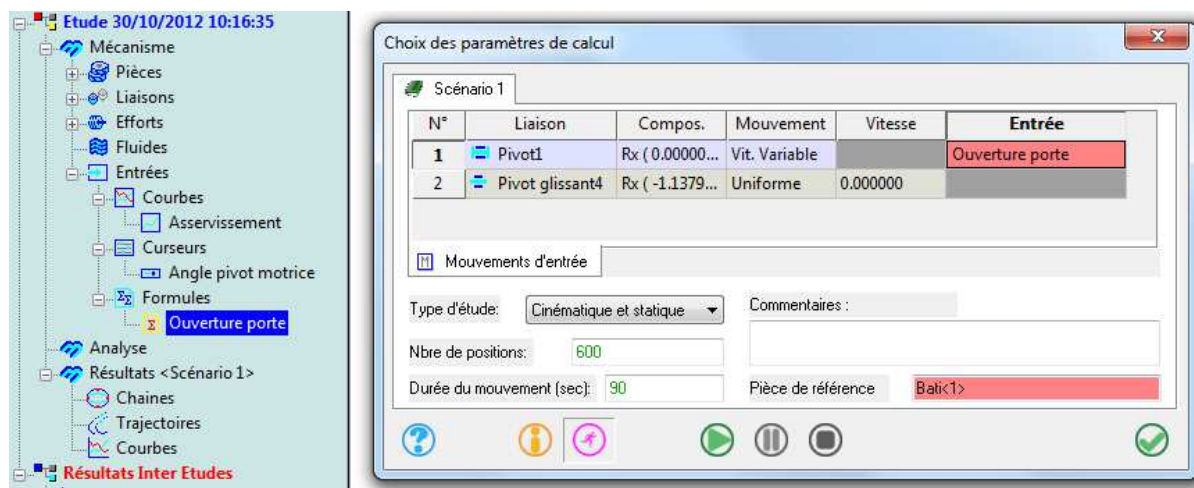 Etude 30/10/2012 10:16:35
Mécanisme
Pièces
Liaisons
Efforts
Fluides
Entrées
Courbes
Asservissement
Curseurs
Angle pivot motrice
Formules
Ouverture porte
Analyse
Résultats <Scénario 1>
Chaines
Trajectoires
Courbes
Résultats Inter Etudes
Choix des paramètres de calcul
Scénario 1
N° Liaison Compos. Mouvement Vitesse Entrée
1 Pivot1 Rx ( 0.00000... Vit. Variable Ouverture porte
2 Pivot glissant4 Rx ( -1.1379... Uniforme 0.000000
Mouvements d'entrée
Type d'étude: Cinématique et statique Commentaires :
Nbre de positions: 600
Durée du mouvement (sec): 90 Pièce de référence Bati<1>